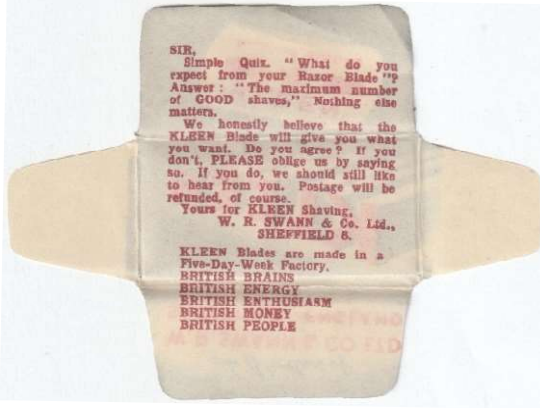 SIR,
Simple Quiz. "What do you
expect from your Razor Blade"?
Answer: "The maximum number
of GOOD shaves," Nothing else
matters.
We honestly believe that the
KLEEN Blade will give you what
you want. Do you agree? If you
don't, PLEASE oblige us by saying
so. If you do, we should still like
to hear from you. Postage will be
refunded, of course.
Yours for KLEEN Shaving,
W. R. SWANN & Co. Ltd.,
SHEFFIELD 6.
KLEEN Blades are made in a
Five-Day-Week Factory.
BRITISH BRAINS
BRITISH ENERGY
BRITISH ENTHUSIASM
BRITISH MONEY
BRITISH PEOPLE